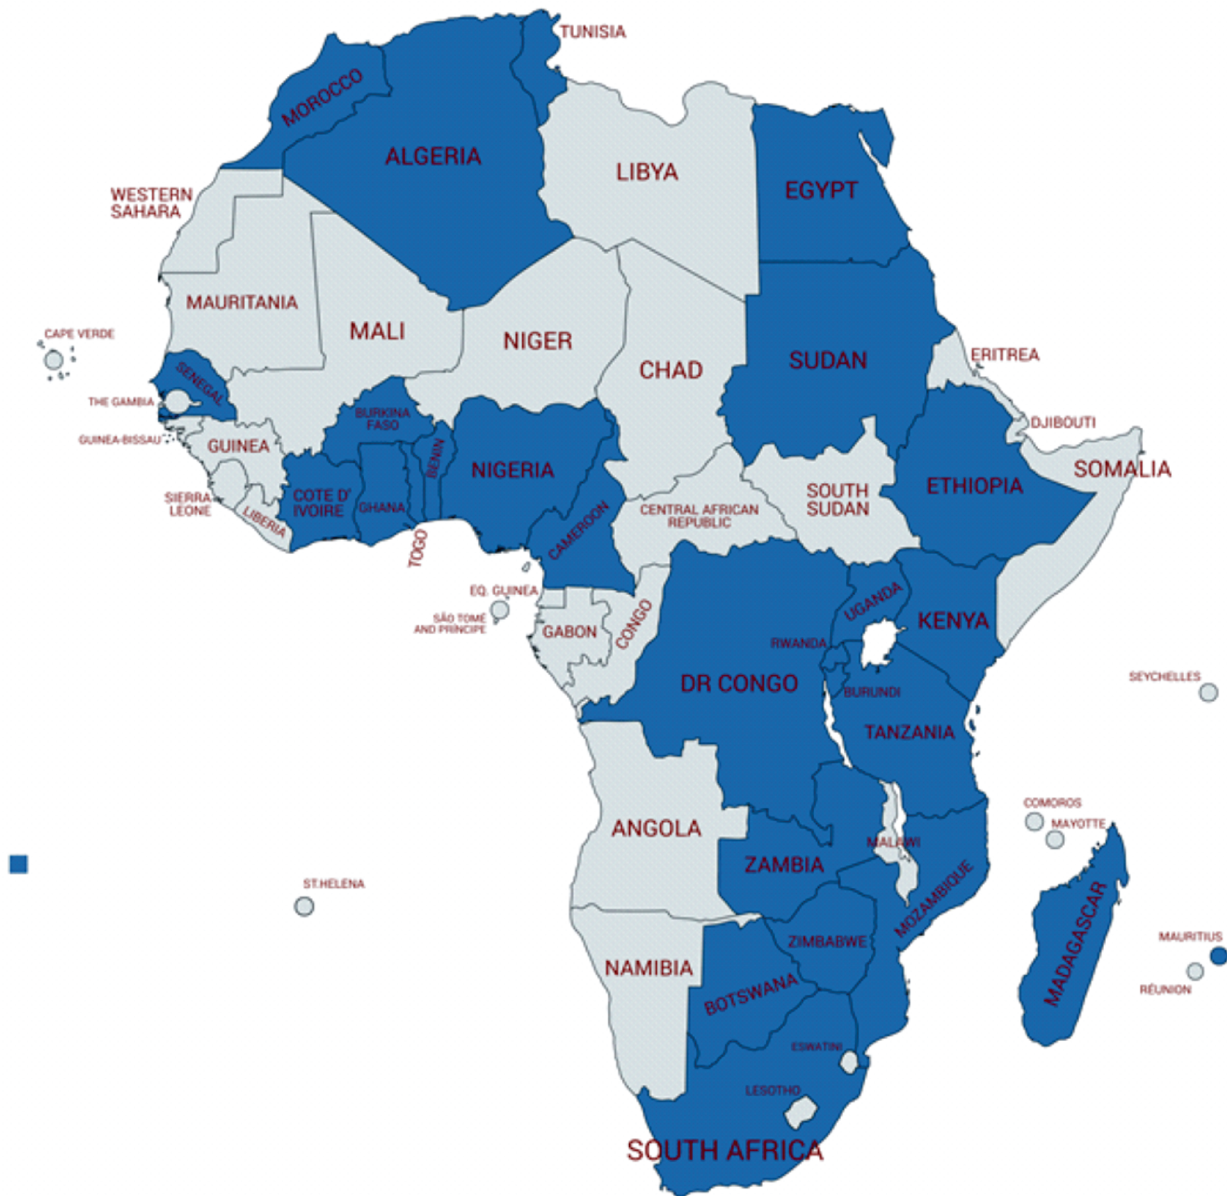 TUNISIA
MOROCCO
ALGERIA
LIBYA
EGYPT
WESTERN
SAHARA
MAURITANIA
MALI
NIGER
CHAD
SUDAN
ERITREA
CAPE VERDE
SENEGAL
THE GAMBIA
GUINEA-BISSAU
GUINEA
BURKINA
FASO
BENIN
NIGERIA
DJIBOUTI
SOMALIA
ETHIOPIA
SOUTH
SUDAN
CENTRAL AFRICAN
REPUBLIC
SIERRA
LEONE
LIBERIA
COTE D'
IVOIRE
GHANA
TOGO
CAMEROON
EQ. GUINEA
SÃO TOMÉ
AND PRÍNCIPE
GABON
CONGO
UGANDA
KENYA
RWANDA
DR CONGO
BURUNDI
TANZANIA
SEYCHELLES
COMOROS
MAYOTTE
ANGOLA
ZAMBIA
MALAWI
MOZAMBIQUE
ST.HELENA
MADAGASCAR
MAURITIUS
RÉUNION
ZIMBABWE
NAMIBIA
BOTSWANA
ESWATINI
LESOTHO
SOUTH AFRICA